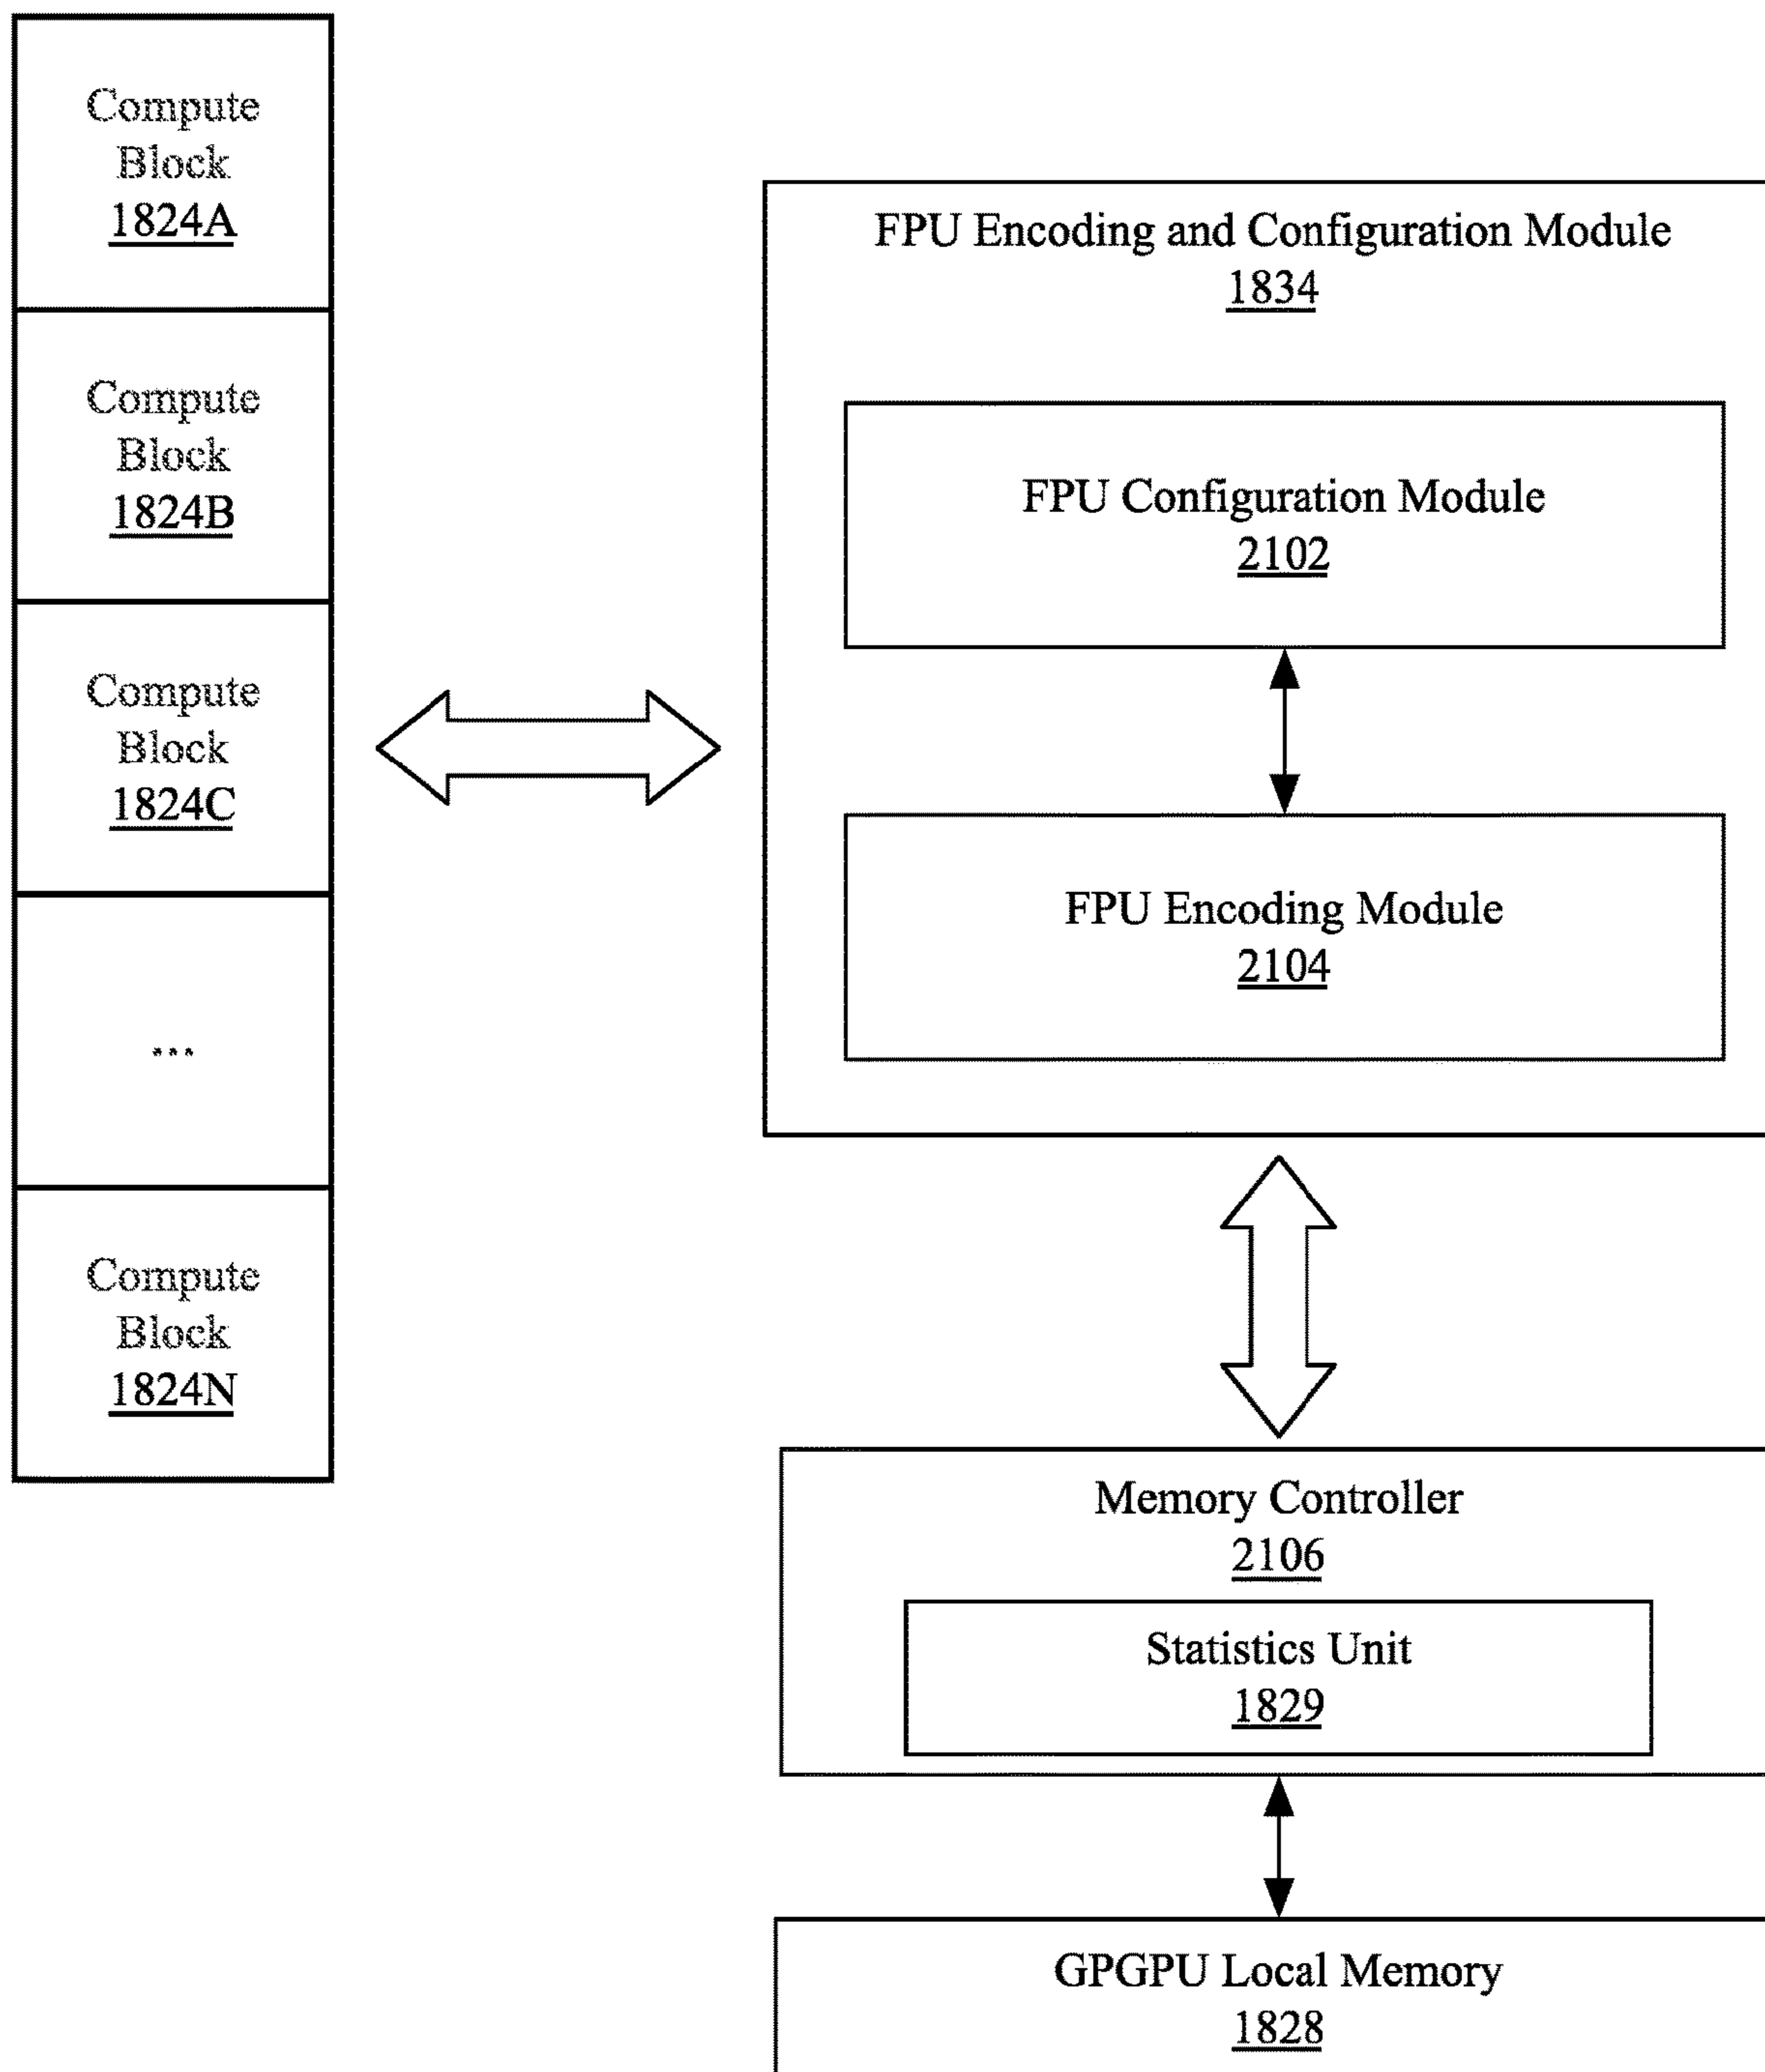 Compute
Block
1824A
Compute
Block
1824B
Compute
Block
1824C
...
Compute
Block
1824N
FPU Encoding and Configuration Module
1834
FPU Configuration Module
2102
FPU Encoding Module
2104
Memory Controller
2106
Statistics Unit
1829
GPGPU Local Memory
1828